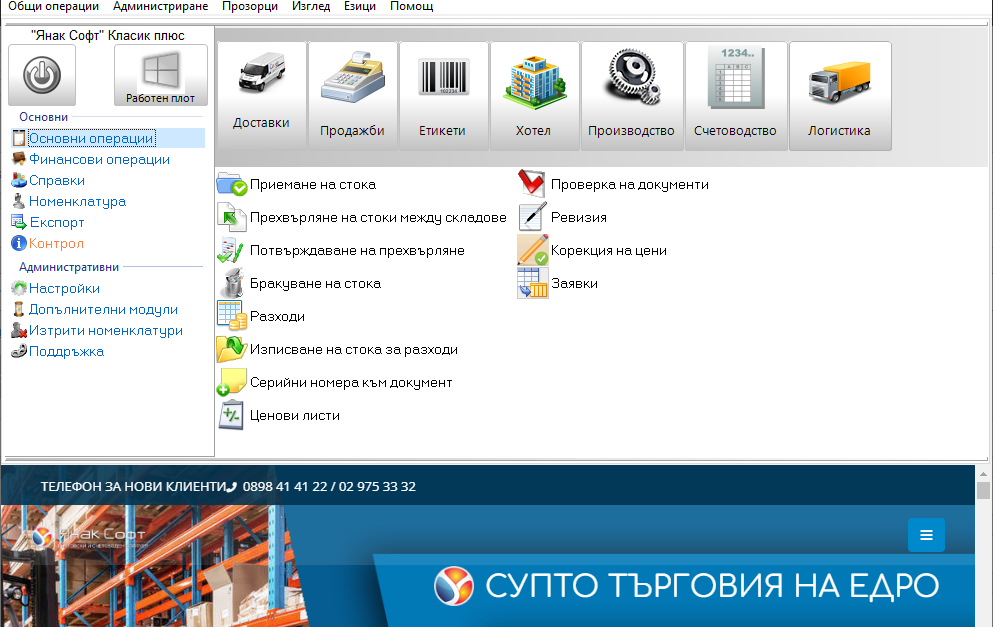 Общи операции Администриране Прозорци Изглед Езици Помощ
"Янак Софт" Класик плюс
Работен плот
Основни
Основни операции
Финансови операции
Справки
Номенклатура
Експорт
Контрол
Административни
Настройки
Допълнителни модули
Изтрити номенклатури
Поддръжка
1234..
Доставки Продажби Етикети Хотел Производство Счетоводство Логистика
Приемане на стока
Прехвърляне на стоки между складове
Потвърждаване на прехвърляне
Бракуване на стока
Разходи
Изписване на стока за разходи
Серийни номера към документ
Ценови листи
Проверка на документи
Ревизия
Корекция на цени
Заявки
ТЕЛЕФОН ЗА НОВИ КЛИЕНТИ 0898 41 41 22 / 02 975 33 32
Янак Софт
СУПТО ТЪРГОВИЯ НА ЕДРО